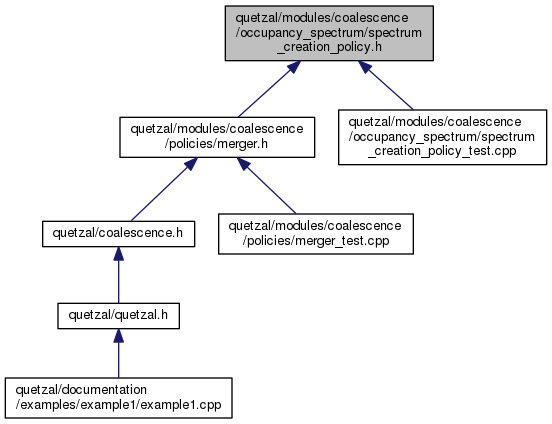 quetzal/modules/coalescence
/occupancy_spectrum/spectrum
_creation_policy.h
quetzal/modules/coalescence
/policies/merger.h
quetzal/modules/coalescence
/occupancy_spectrum/spectrum
_creation_policy_test.cpp
quetzal/coalescence.h
quetzal/modules/coalescence
/policies/merger_test.cpp
quetzal/quetzal.h
quetzal/documentation
/examples/example1/example1.cpp